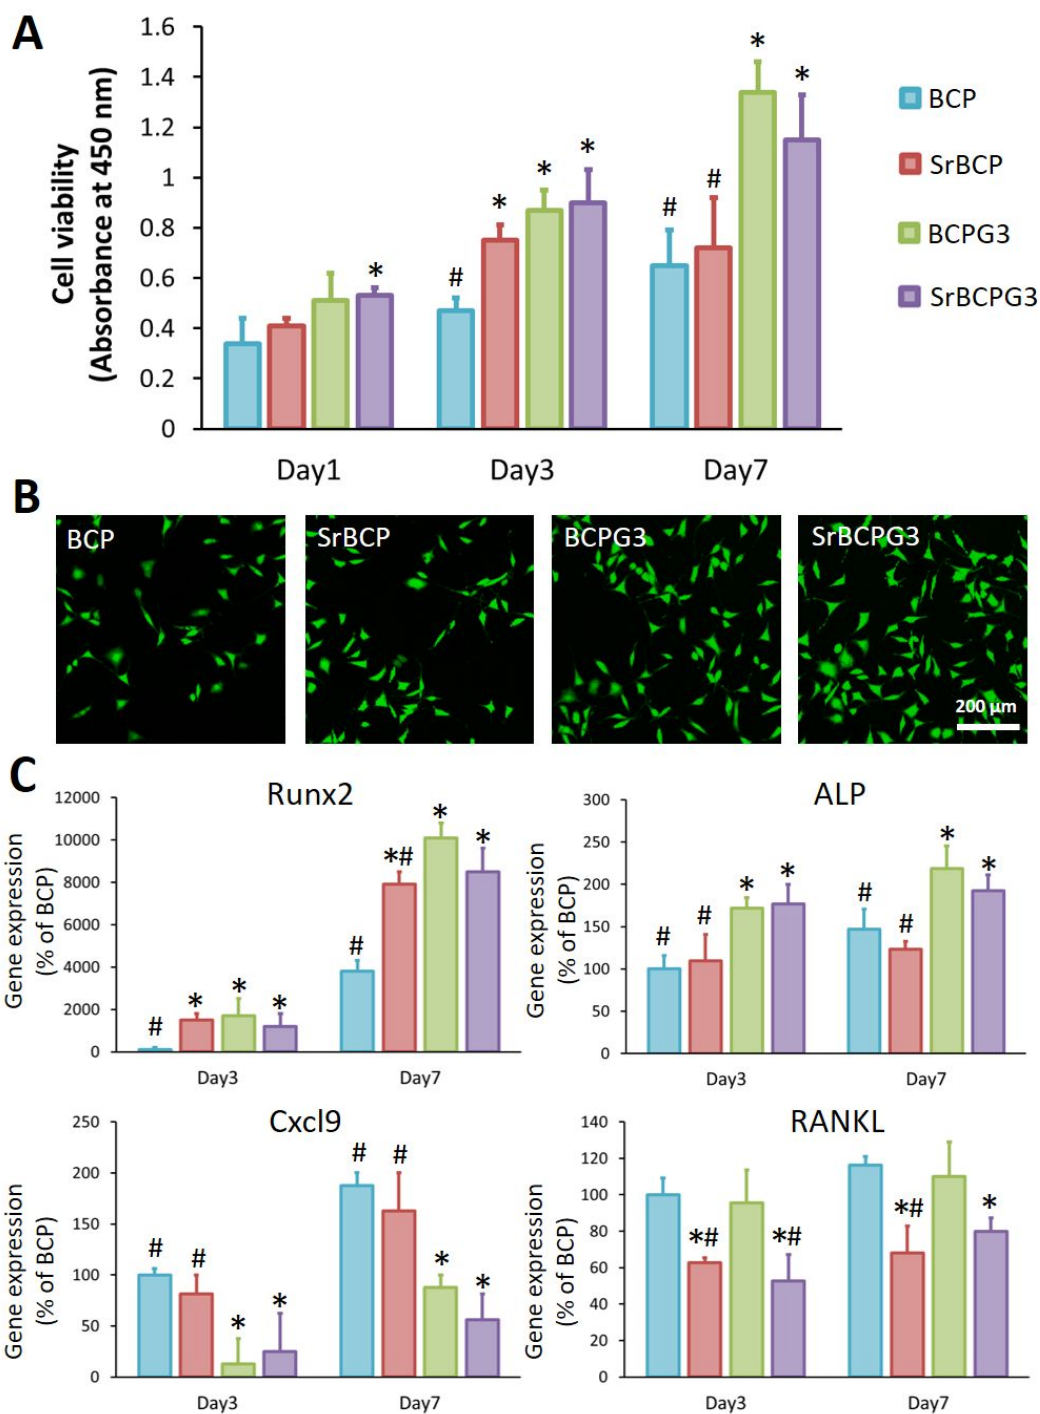 A
1.6
1.4
1.2
1
0.8
0.6
0.4
0.2
0
Cell viability
(Absorbance at 450 nm)
# * * * * # # * *
Day1 Day3 Day7
BCP
SrBCP
BCPG3
SrBCPG3
B
BCP SrBCP BCPG3 SrBCPG3
200 μm
C
Runx2
Gene expression
(% of BCP)
12000
10000
8000
6000
4000
2000
0
# * * * # *# * *
Day3 Day7
ALP
Gene expression
(% of BCP)
300
250
200
150
100
50
0
# # * * # # * *
Day3 Day7
Cxcl9
Gene expression
(% of BCP)
250
200
150
100
50
0
# # * * # # * *
Day3 Day7
RANKL
Gene expression
(% of BCP)
140
120
100
80
60
40
20
0
*# *# *# *
Day3 Day7